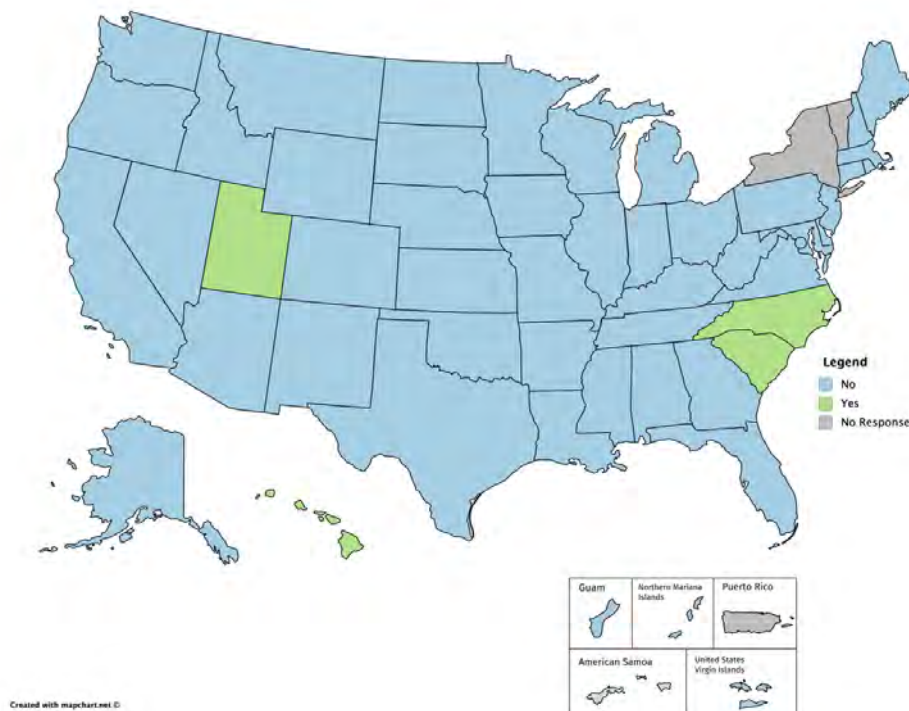 Legend
No
Yes
No Response
Guam
Northern Mariana
Islands
Puerto Rico
American Samoa
United States
Virgin Islands
Created with mapchart.net ©